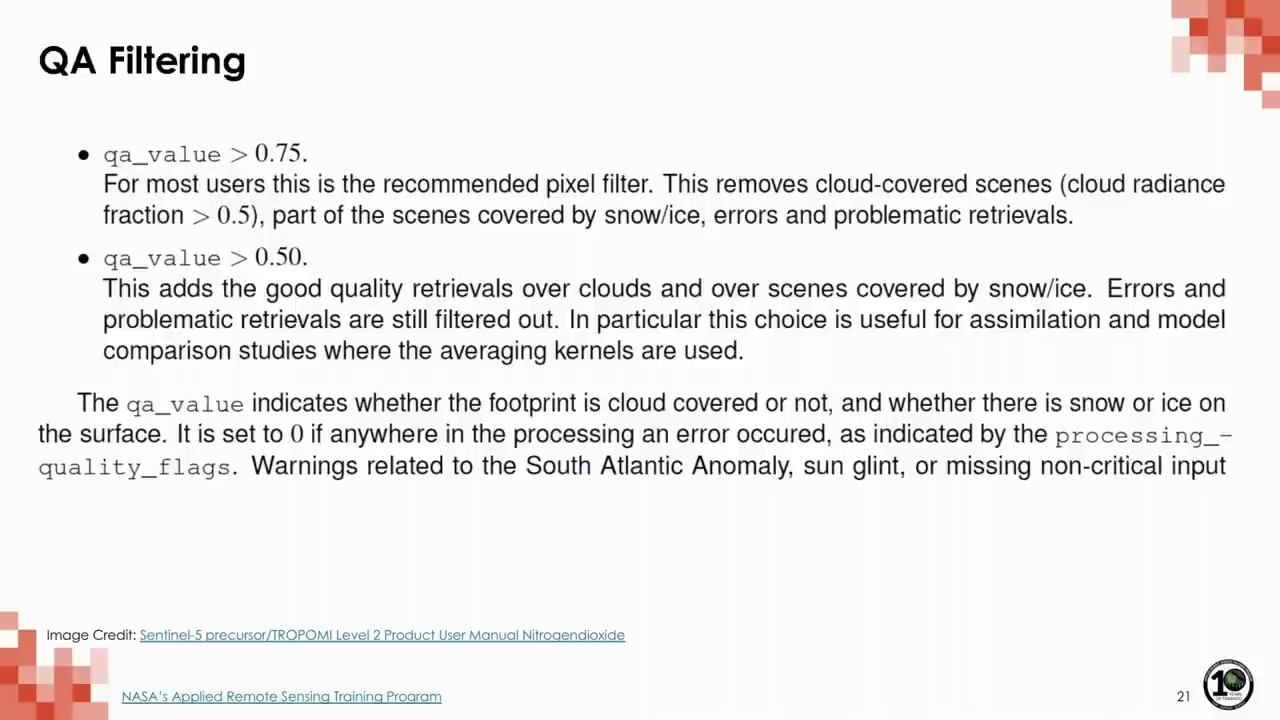 QA Filtering
• qa_value > 0.75.
For most users this is the recommended pixel filter. This removes cloud-covered scenes (cloud radiance
fraction > 0.5), part of the scenes covered by snow/ice, errors and problematic retrievals.
• qa_value > 0.50.
This adds the good quality retrievals over clouds and over scenes covered by snow/ice. Errors and
problematic retrievals are still filtered out. In particular this choice is useful for assimilation and model
comparison studies where the averaging kernels are used.
The qa_value indicates whether the footprint is cloud covered or not, and whether there is snow or ice on
the surface. It is set to 0 if anywhere in the processing an error occured, as indicated by the processing_-
quality_flags. Warnings related to the South Atlantic Anomaly, sun glint, or missing non-critical input
Image Credit: Sentinel-5 precursor/TROPOMI Level 2 Product User Manual Nitrogendioxide
NASA's Applied Remote Sensing Training Program
21
10